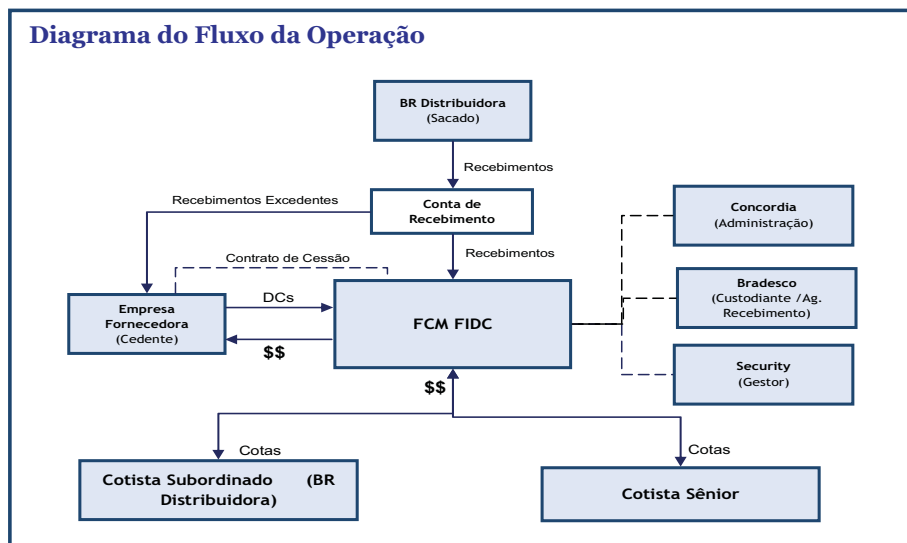 Diagrama do Fluxo da Operação
BR Distribuidora
(Sacado)
Recebimentos
Recebimentos Excedentes
Conta de
Recebimento
Concordia
(Administração)
Contrato de Cessão
Recebimentos
Empresa
Fornecedora
(Cedente)
DCs
$$
FCM FIDC
Bradesco
(Custodiante /Ag.
Recebimento)
Security
(Gestor)
$$
Cotas
Cotas
Cotista Subordinado (BR
Distribuidora)
Cotista Sênior